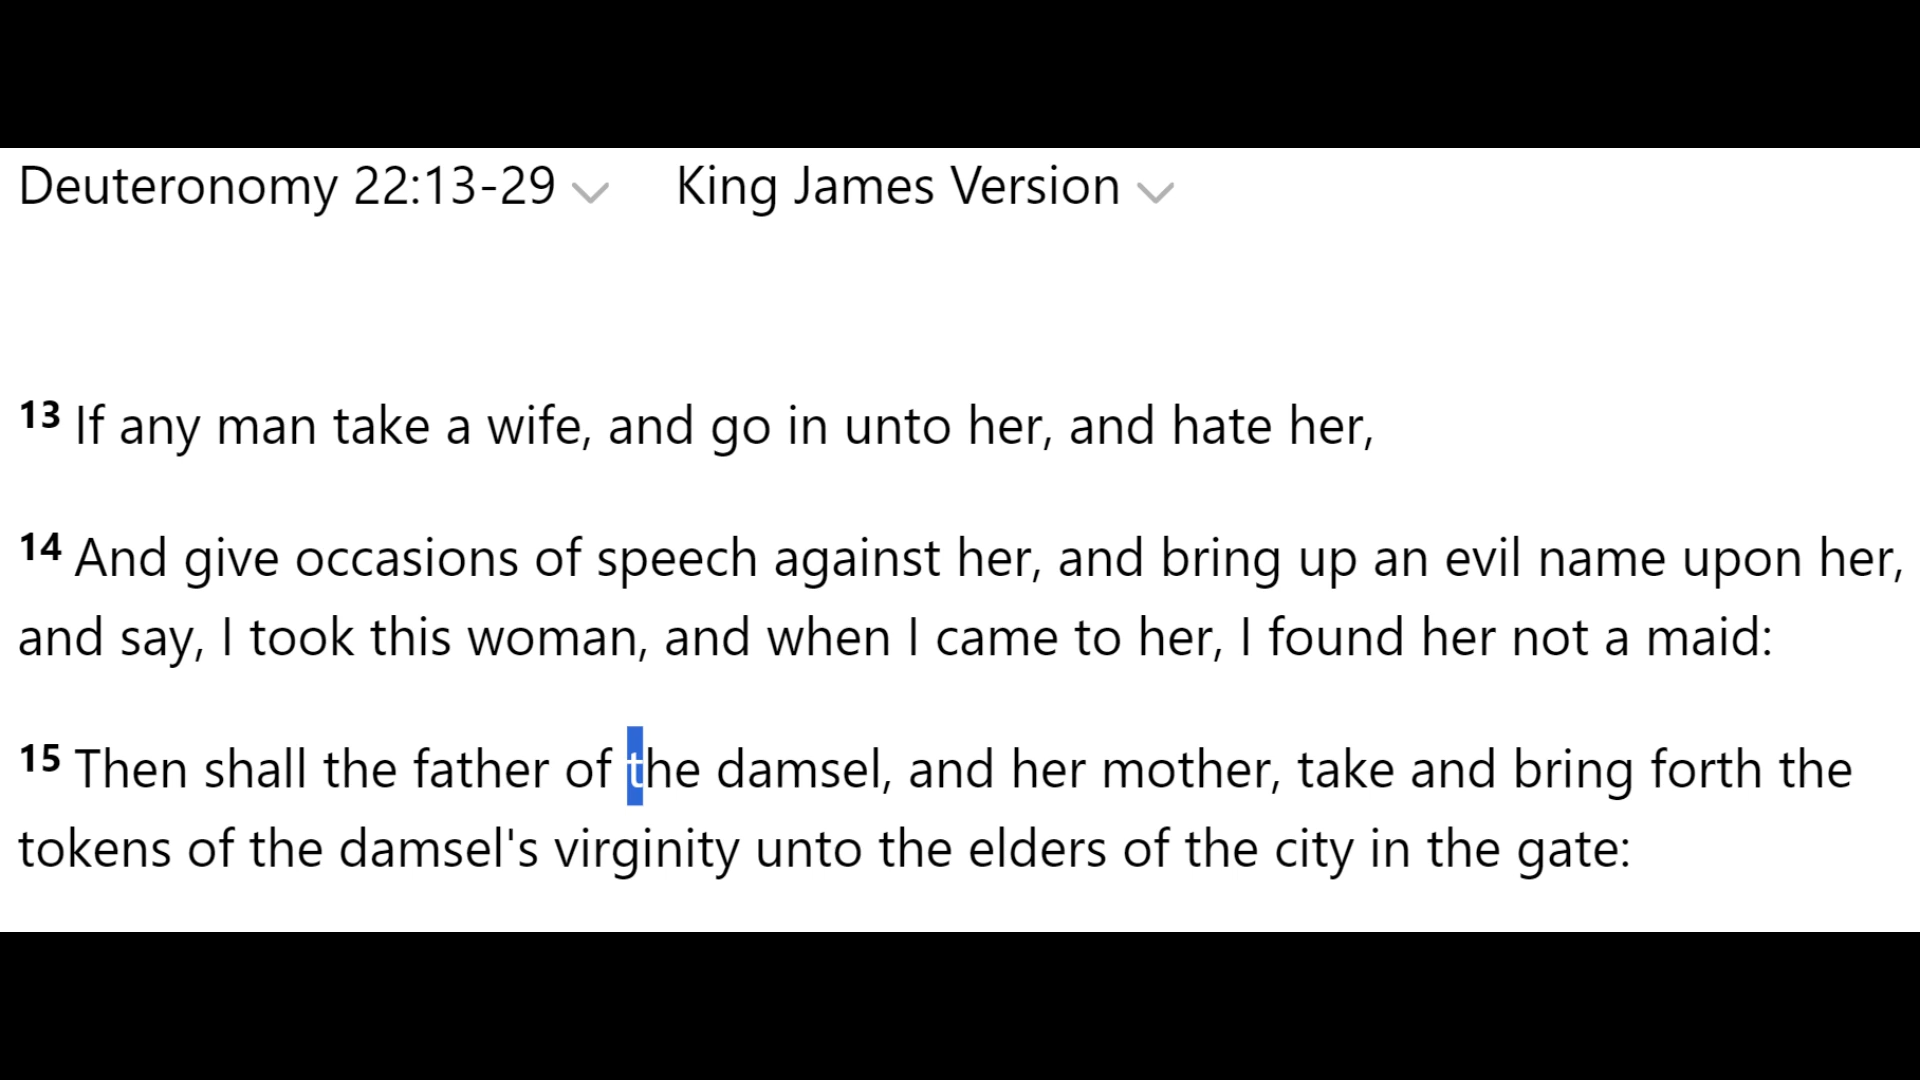 Deuteronomy 22:13-29 King James Version
13 If any man take a wife, and go in unto her, and hate her,
14 And give occasions of speech against her, and bring up an evil name upon her,
and say, I took this woman, and when I came to her, I found her not a maid:
15 Then shall the father of the damsel, and her mother, take and bring forth the
tokens of the damsel's virginity unto the elders of the city in the gate: